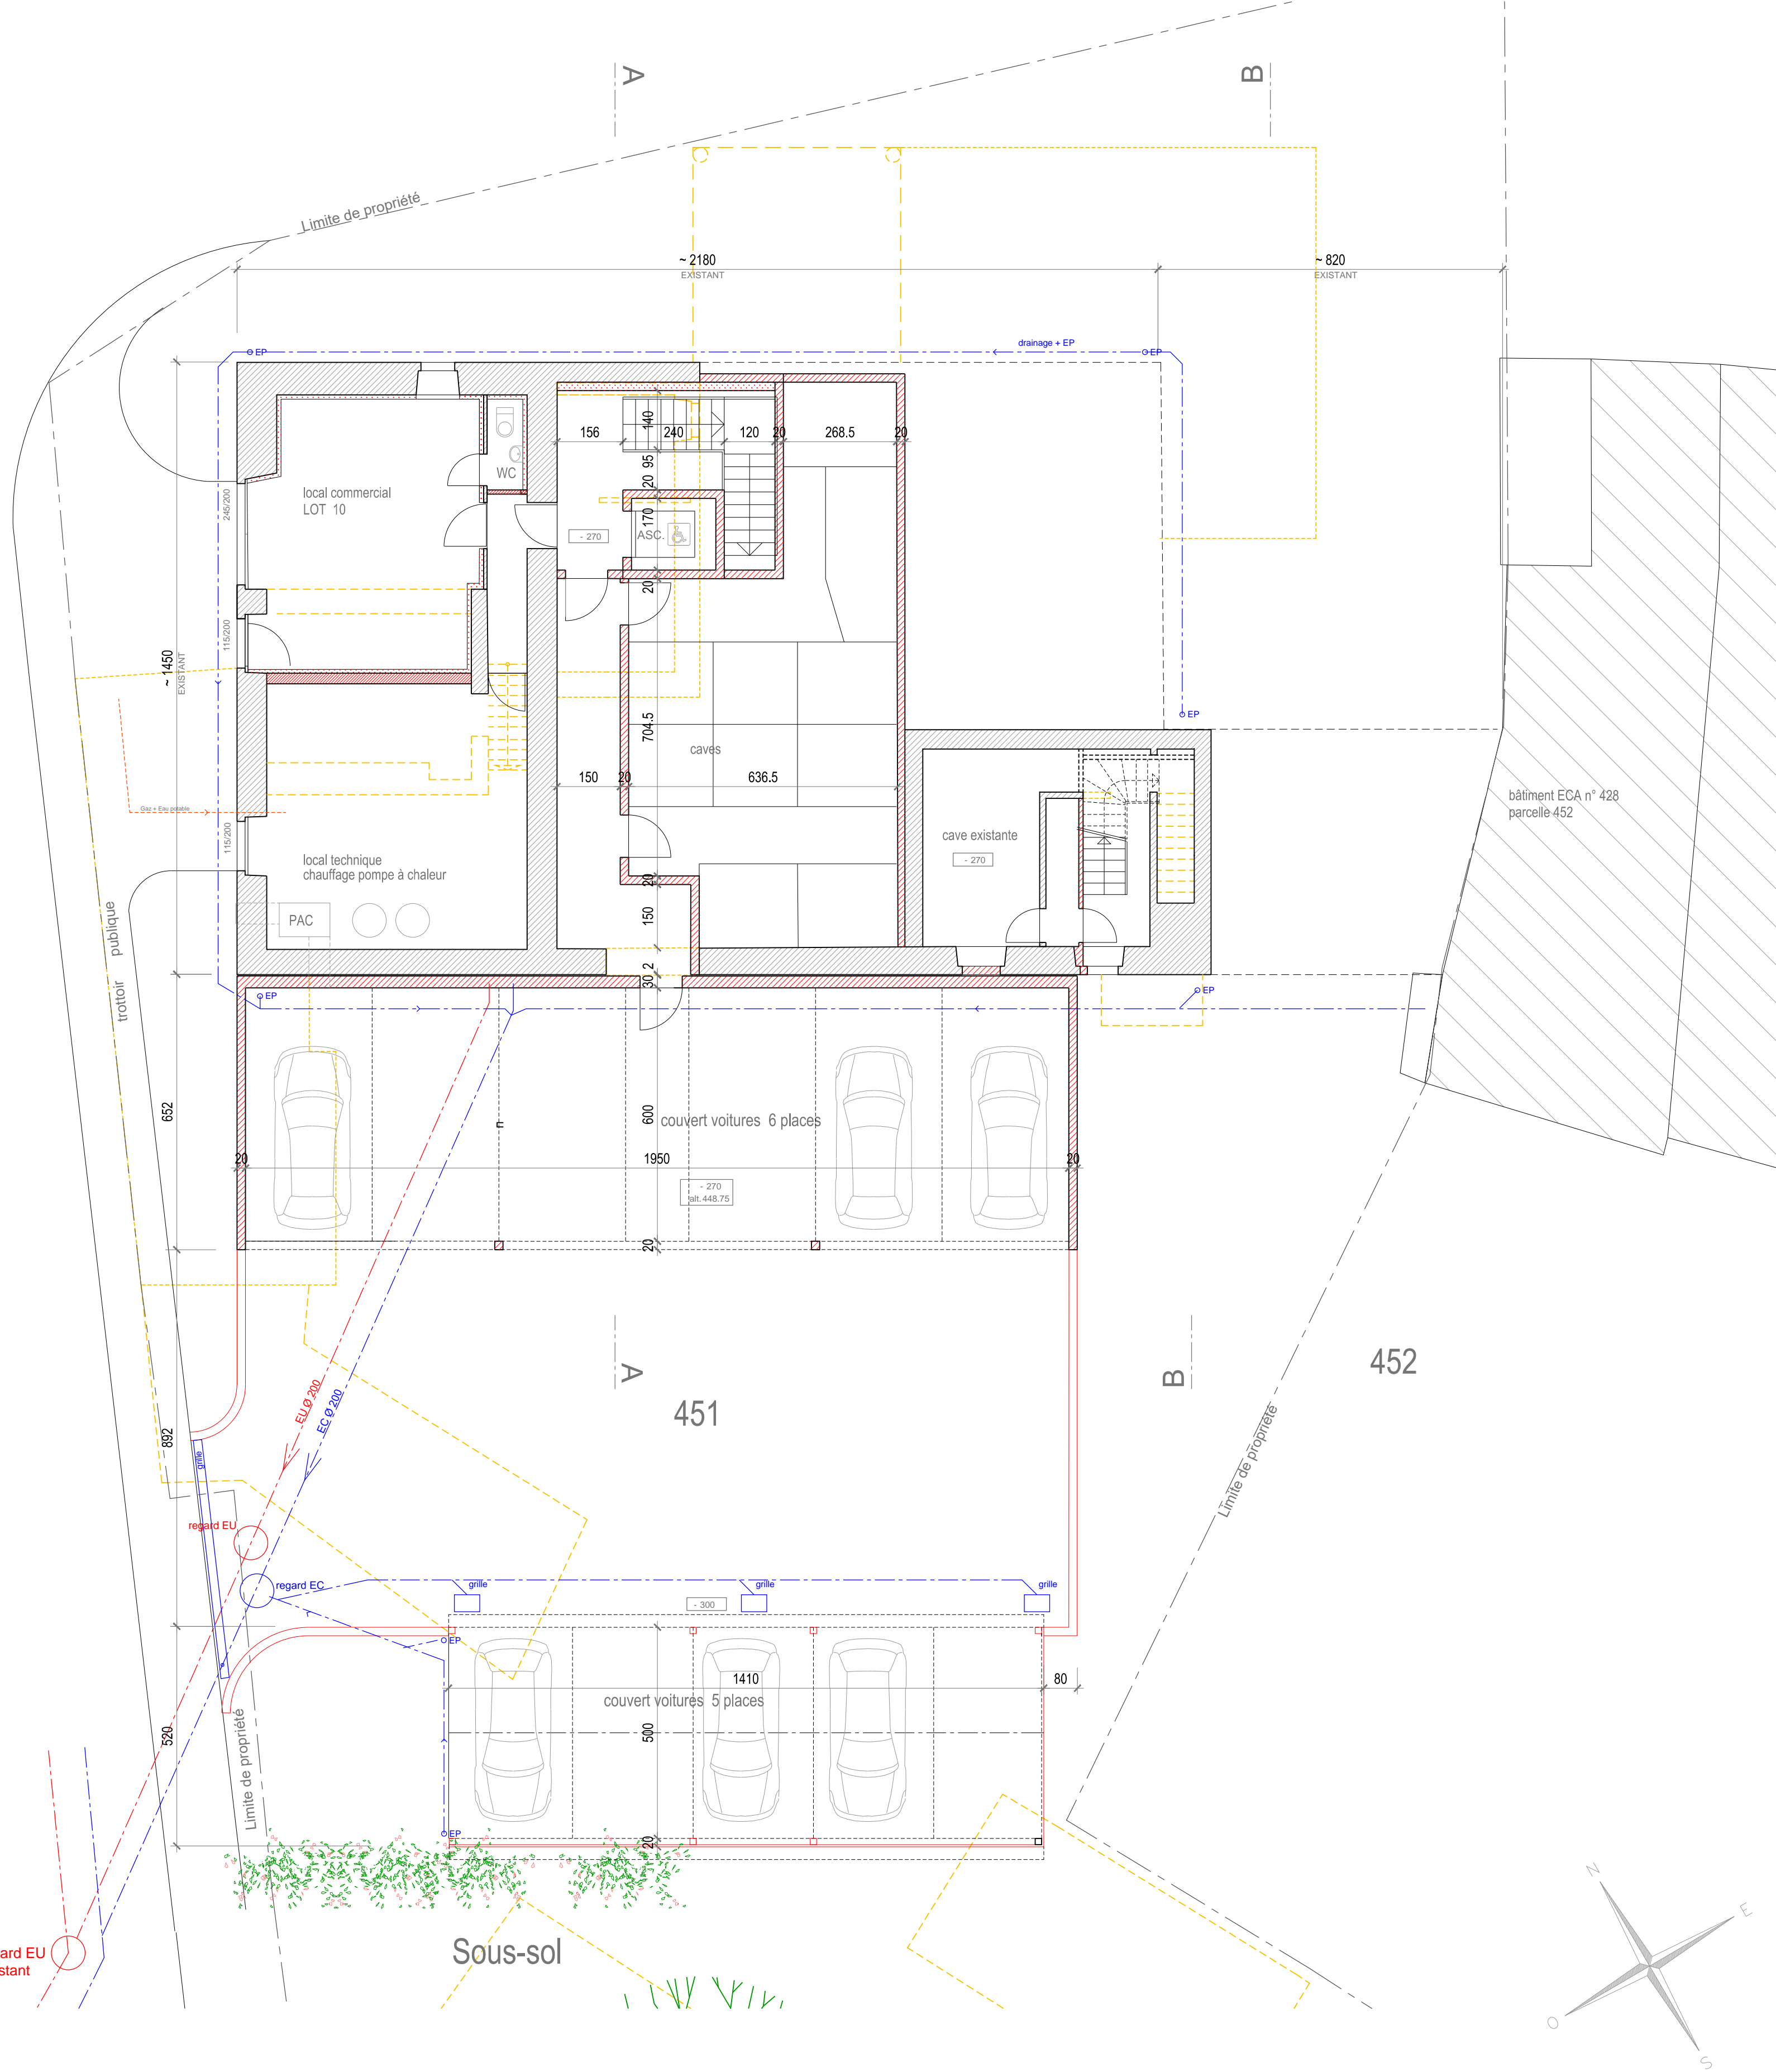 A
B
Limite de propriété
~ 2180
EXISTANT
~ 820
EXISTANT
EP
drainage + EP
EP
140
156
240
120
20
268.5
20
95
20
WC
local commercial
LOT 10
245/200
170
ASC.
- 270
20
115/200
~ 1450
EXISTANT
EP
704.5
caves
150
20
636.5
bâtiment ECA n° 428
parcelle 452
Gaz + Eau potable
115/200
cave existante
- 270
local technique
chauffage pompe à chaleur
20
PAC
150
trottoir publique
2
30
EP
EP
652
600
couvert voitures 6 places
20
1950
20
- 270
alt. 448.75
20
A
B
452
451
EU Ø 200
EC Ø 200
892
grille
Limite de propriété
regard EU
regard EC
grille
grille
grille
- 300
EP
1410
80
couvert voitures 5 places
500
520
Limite de propriété
EP
20
Sous-sol
ard EU
stant
N
E
O
S